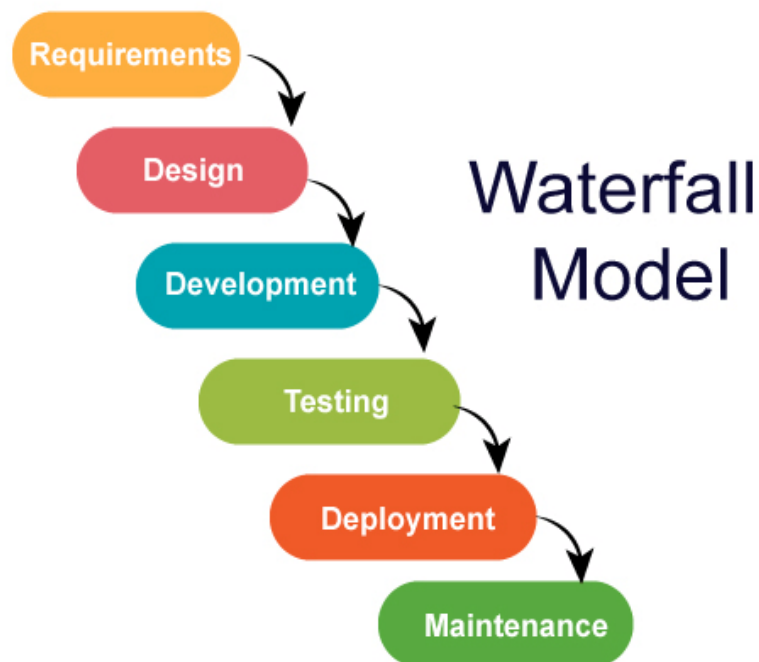 Requirements
Design
Waterfall
Model
Development
Testing
Deployment
Maintenance